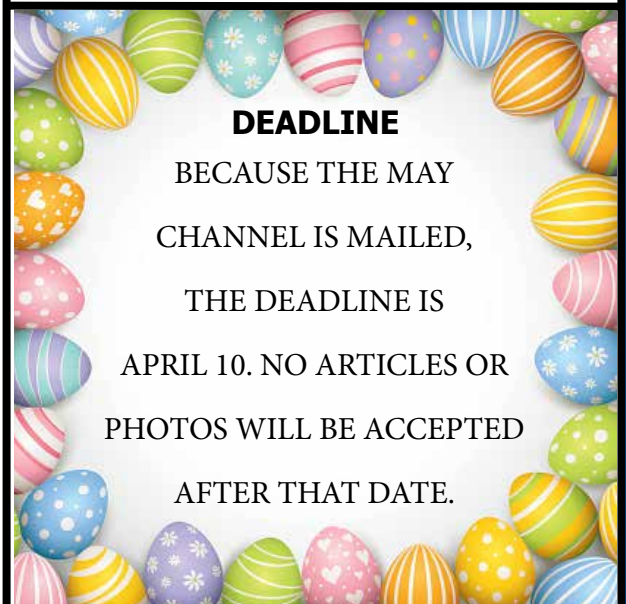 DEADLINE
BECAUSE THE MAY
CHANNEL IS MAILED,
THE DEADLINE IS
APRIL 10. NO ARTICLES OR
PHOTOS WILL BE ACCEPTED
AFTER THAT DATE.